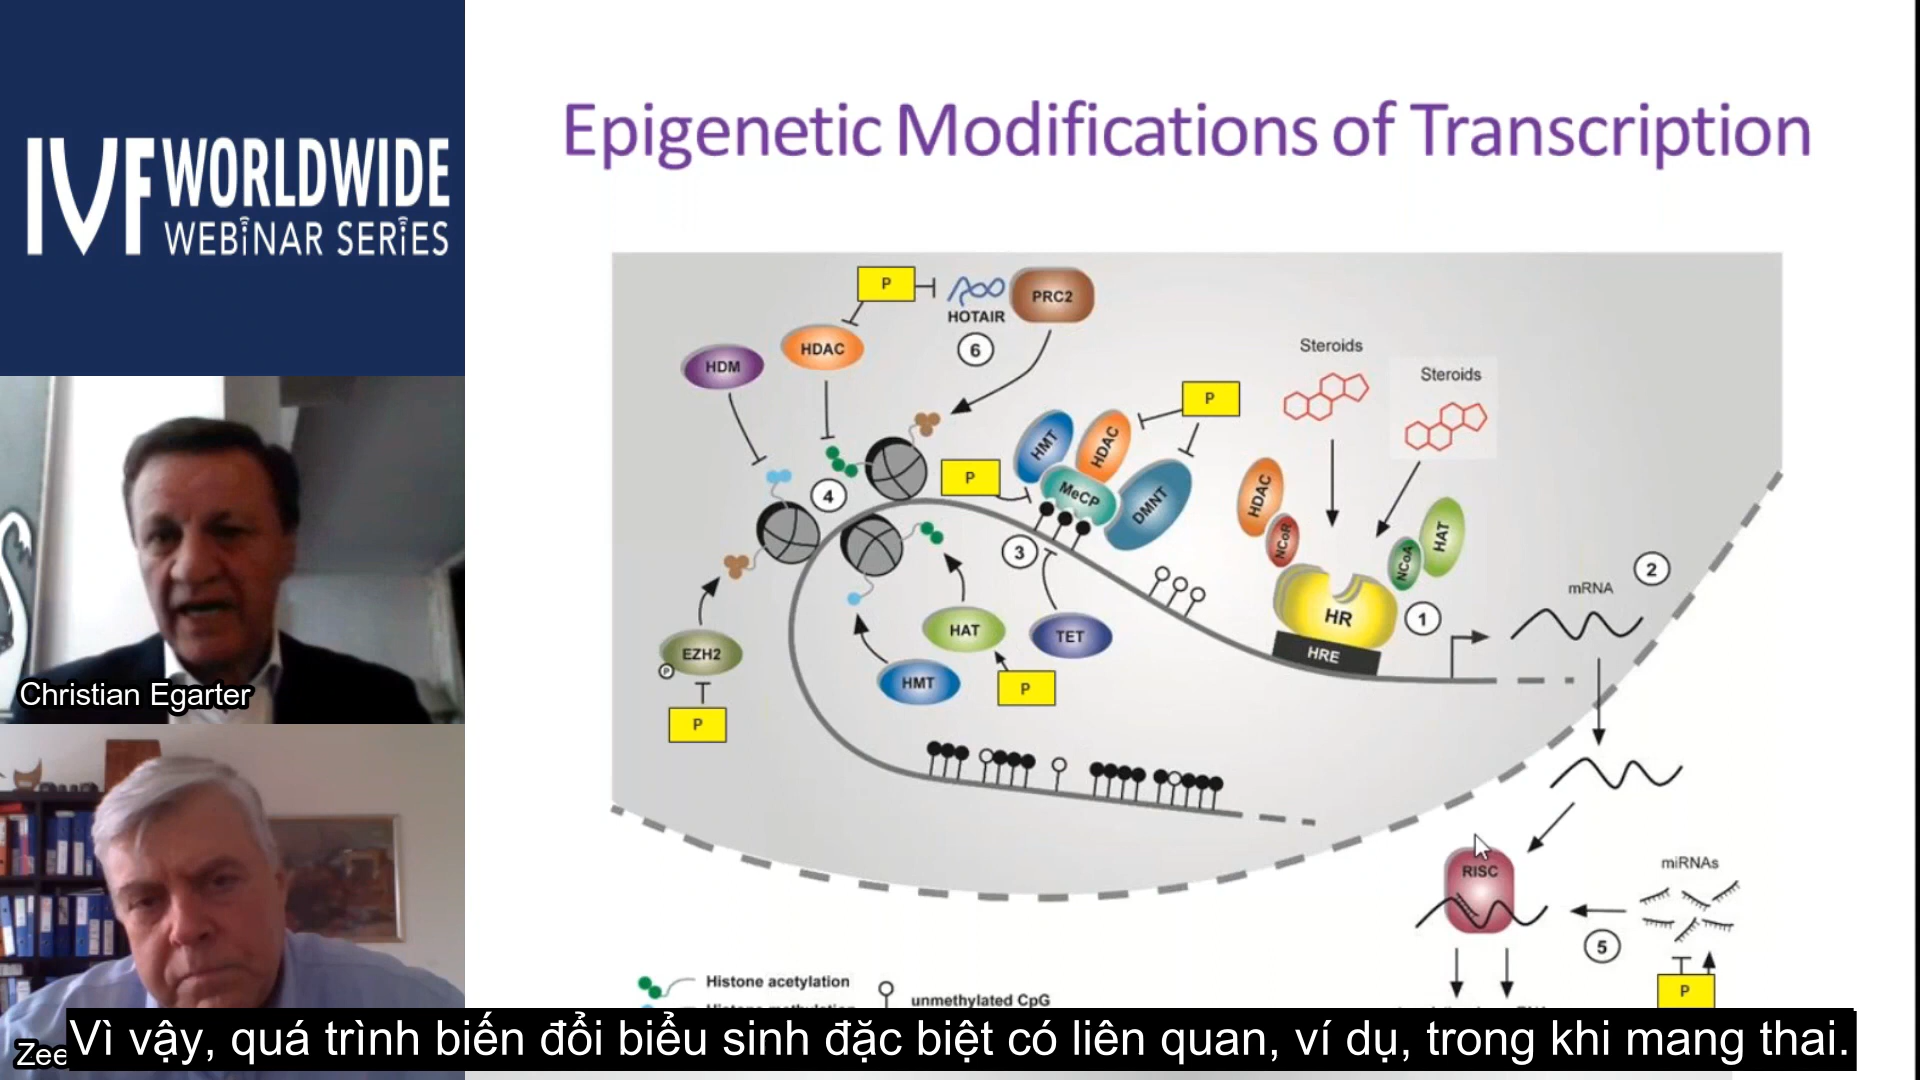 IVF WORLDWIDE
WEBINAR SERIES
Christian Egarter
Zee
Epigenetic Modifications of Transcription
P
HOTAIR
PRC2
6
HDAC
HDM
Steroids
Steroids
P
HMT
HDAC
P
MeCP
DMNT
4
3
HDAC
NCoR
NCoA
HAT
HR
1
HRE
mRNA
2
EZH2
P
P
HAT
TET
HMT
P
RISC
miRNAs
5
P
Histone acetylation
unmethylated CpG
Vì vậy, quá trình biến đổi biểu sinh đặc biệt có liên quan, ví dụ, trong khi mang thai.